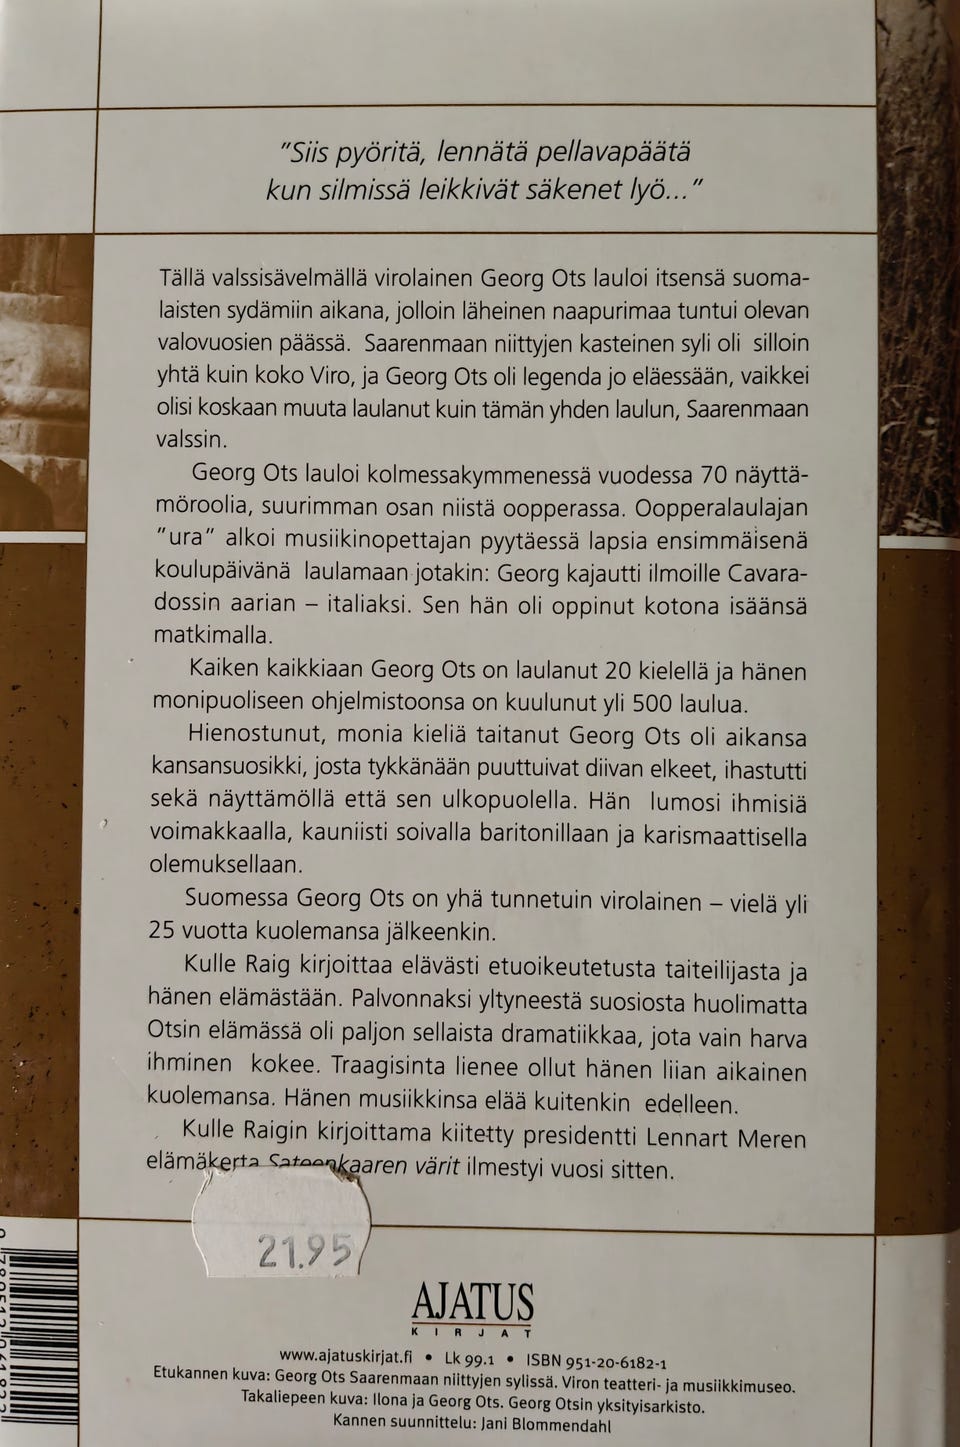 "Siis pyöritä, lennätä pellavapäätä
kun silmissä leikkivät säkenet lyö..."
Tällä valssisävelmällä virolainen Georg Ots lauloi itsensä suoma-
laisten sydämiin aikana, jolloin läheinen naapurimaa tuntui olevan
valovuosien päässä. Saarenmaan niittyjen kasteinen syli oli silloin
yhtä kuin koko Viro, ja Georg Ots oli legenda jo eläessään, vaikkei
olisi koskaan muuta laulanut kuin tämän yhden laulun, Saarenmaan
valssin.
Georg Ots lauloi kolmessakymmenessä vuodessa 70 näyttä-
möroolia, suurimman osan niistä oopperassa. Oopperalaulajan
"ura" alkoi musiikinopettajan pyytäessä lapsia ensimmäisenä
koulupäivänä laulamaan jotakin: Georg kajautti ilmoille Cavara-
dossin aarian – italiaksi. Sen hän oli oppinut kotona isäänsä
matkimalla.
Kaiken kaikkiaan Georg Ots on laulanut 20 kielellä ja hänen
monipuoliseen ohjelmistoonsa on kuulunut yli 500 laulua.
Hienostunut, monia kieliä taitanut Georg Ots oli aikansa
kansansuosikki, josta tykkänään puuttuivat diivan elkeet, ihastutti
sekä näyttämöllä että sen ulkopuolella. Hän lumosi ihmisiä
voimakkaalla, kauniisti soivalla baritonillaan ja karismaattisella
olemuksellaan.
Suomessa Georg Ots on yhä tunnetuin virolainen – vielä yli
25 vuotta kuolemansa jälkeenkin.
Kulle Raig kirjoittaa elävästi etuoikeutetusta taiteilijasta ja
hänen elämästään. Palvonnaksi yltyneestä suosiosta huolimatta
Otsin elämässä oli paljon sellaista dramatiikkaa, jota vain harva
ihminen kokee. Traagisinta lienee ollut hänen liian aikainen
kuolemansa. Hänen musiikkinsa elää kuitenkin edelleen.
Kulle Raigin kirjoittama kiitetty presidentti Lennart Meren
elämäkerta Sateenkaaren värit ilmestyi vuosi sitten.
21.95
AJATUS
KIRJAT
www.ajatuskirjat.fi • Lk 99.1 • ISBN 951-20-6182-1
Etukannen kuva: Georg Ots Saarenmaan niittyjen sylissä. Viron teatteri- ja musiikkimuseo.
Takaliepeen kuva: Ilona ja Georg Ots. Georg Otsin yksityisarkisto.
Kannen suunnittelu: Jani Blommendahl